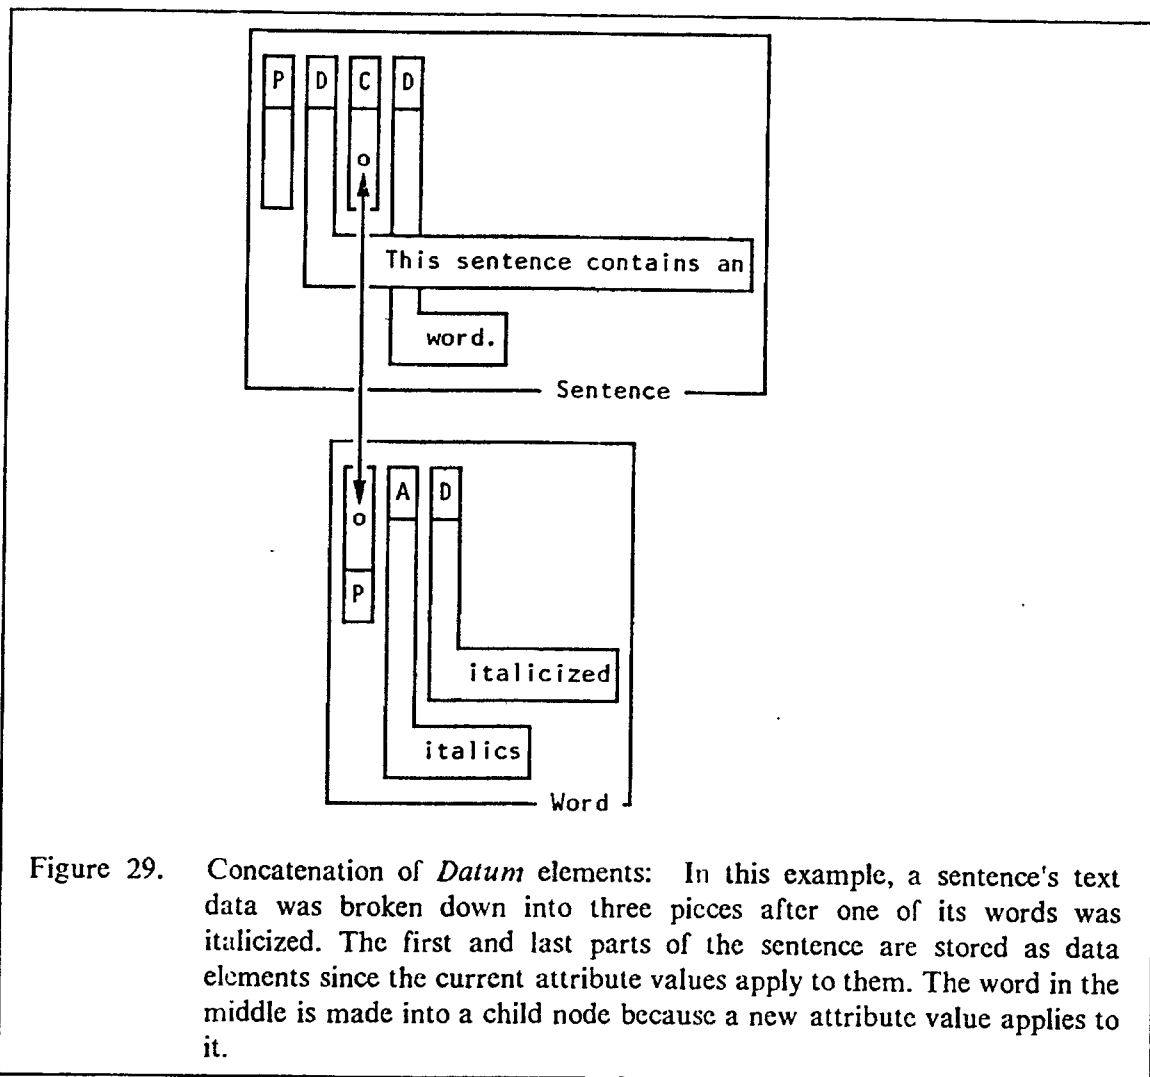 P D C D
o
This sentence contains an
word.
Sentence
o A D
P
italicized
italics
Word
Figure 29. Concatenation of Datum elements: In this example, a sentence's text
data was broken down into three pieces after one of its words was
italicized. The first and last parts of the sentence are stored as data
elements since the current attribute values apply to them. The word in the
middle is made into a child node because a new attribute value applies to
it.